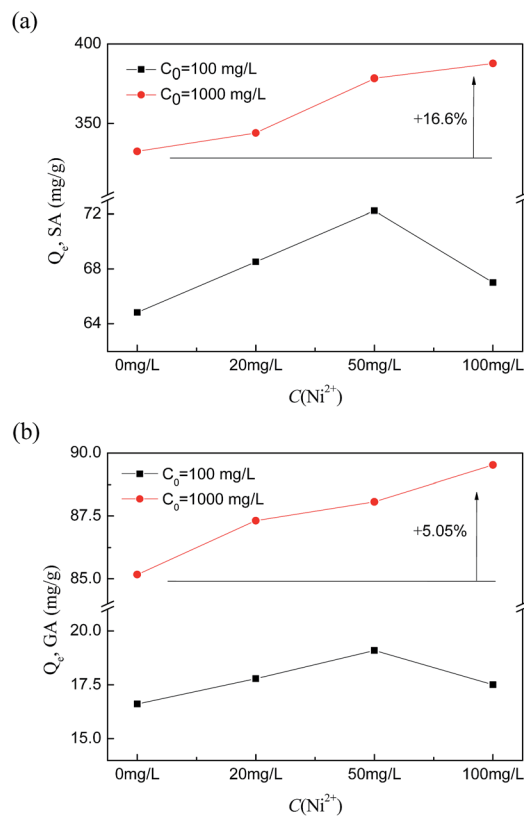 (a)
400
C0=100 mg/L
C0=1000 mg/L
+16.6%
350
Qe, SA (mg/g)
72
68
64
0mg/L 20mg/L 50mg/L 100mg/L
C(Ni2+)
(b)
90.0
C0=100 mg/L
C0=1000 mg/L
87.5
+5.05%
85.0
Qe, GA (mg/g)
20.0
17.5
15.0
0mg/L 20mg/L 50mg/L 100mg/L
C(Ni2+)